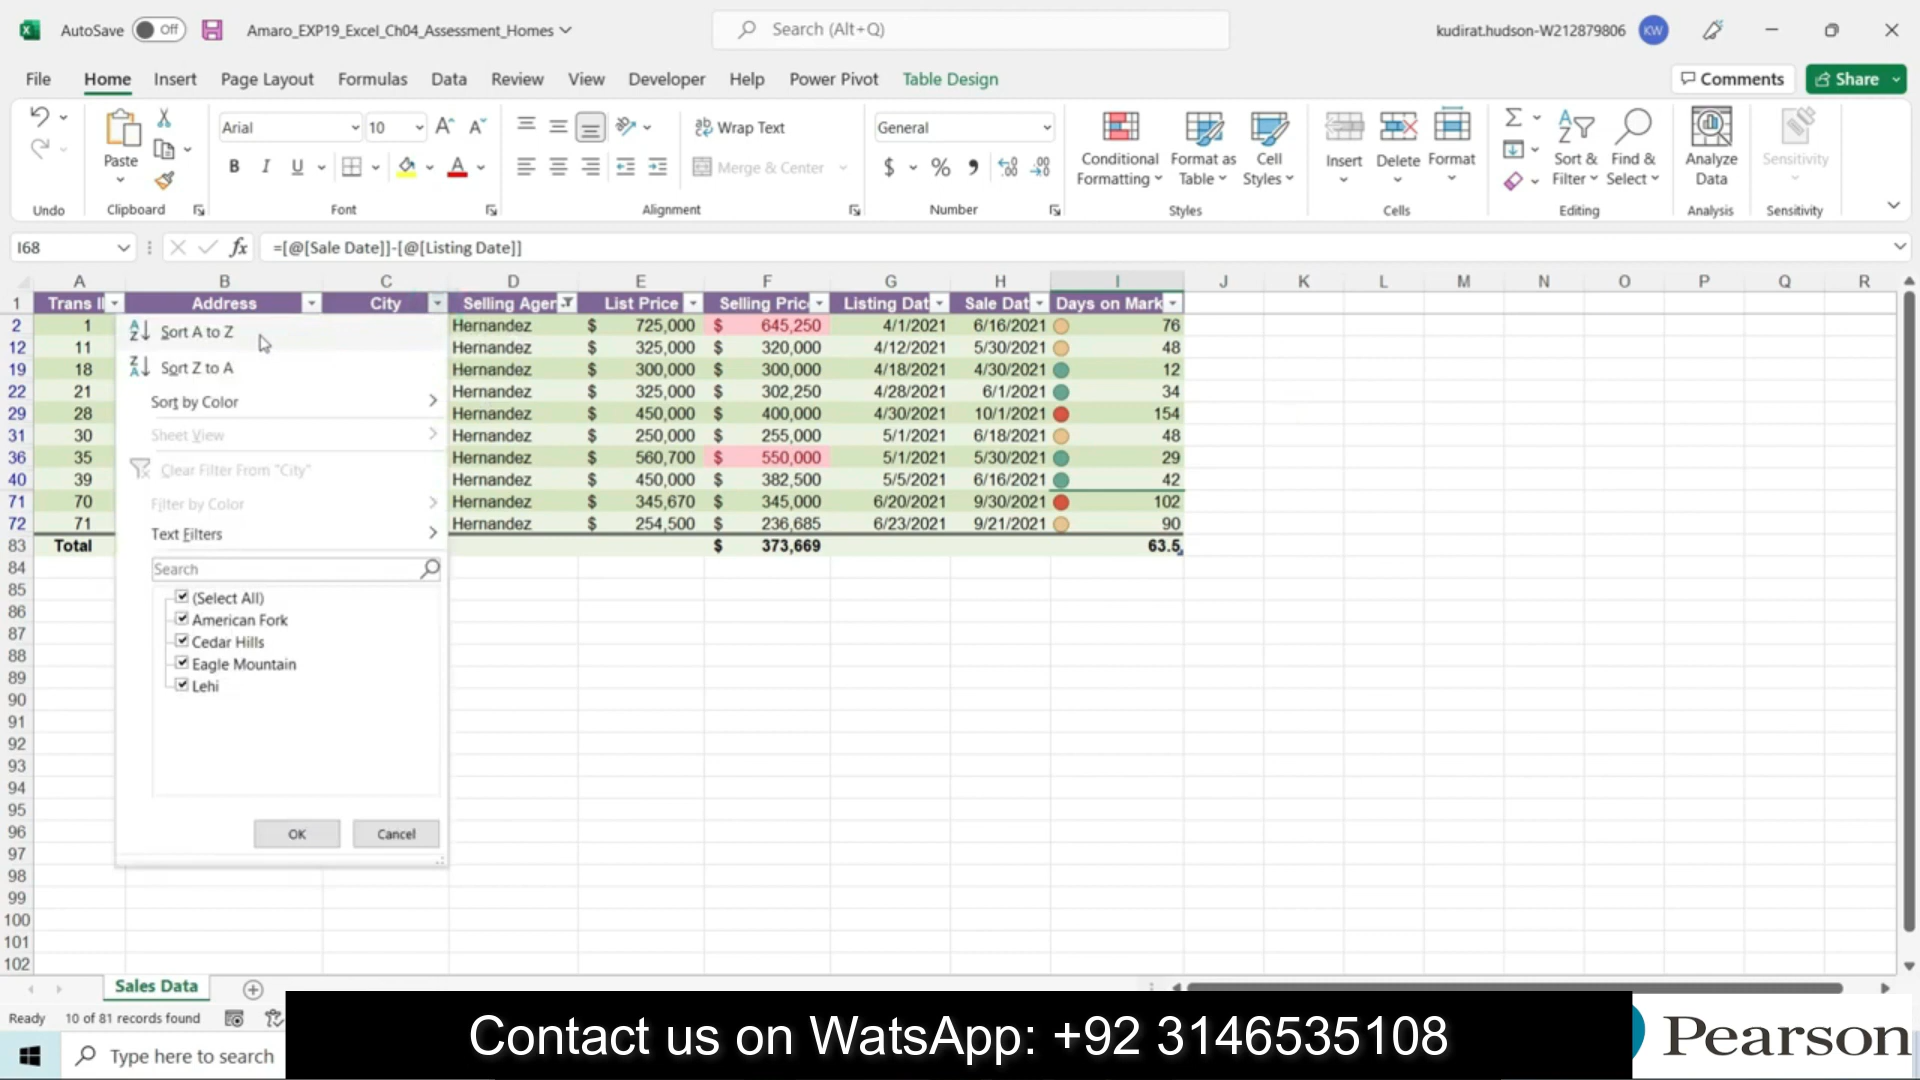 AutoSave Off Amaro_EXP19_Excel_Ch04_Assessment_Homes Search (Alt+Q) kudirat.hudson-W212879806 KW
File Home Insert Page Layout Formulas Data Review View Developer Help Power Pivot Table Design Comments Share
Arial 10 Wrap Text General
Paste B I U Merge & Center $ % Conditional Formatting Format as Table Cell Styles Insert Delete Format Sort & Filter Find & Select Analyze Data Sensitivity
Undo Clipboard Font Alignment Number Styles Cells Editing Analysis Sensitivity
I68 fx =[@[Sale Date]]-[@[Listing Date]]
A B C D E F G H I J K L M N O P Q R
1 Trans I Address City Selling Agen List Price Selling Pric Listing Dat Sale Dat Days on Mark
2 1 Hernandez $ 725,000 $ 645,250 4/1/2021 6/16/2021 76
12 11 Hernandez $ 325,000 $ 320,000 4/12/2021 5/30/2021 48
19 18 Hernandez $ 300,000 $ 300,000 4/18/2021 4/30/2021 12
22 21 Hernandez $ 325,000 $ 302,250 4/28/2021 6/1/2021 34
29 28 Hernandez $ 450,000 $ 400,000 4/30/2021 10/1/2021 154
31 30 Hernandez $ 250,000 $ 255,000 5/1/2021 6/18/2021 48
36 35 Hernandez $ 560,700 $ 550,000 5/1/2021 5/30/2021 29
40 39 Hernandez $ 450,000 $ 382,500 5/5/2021 6/16/2021 42
71 70 Hernandez $ 345,670 $ 345,000 6/20/2021 9/30/2021 102
72 71 Hernandez $ 254,500 $ 236,685 6/23/2021 9/21/2021 90
83 Total $ 373,669 63.5
Sort A to Z
Sort Z to A
Sort by Color
Sheet View
Clear Filter From "City"
Filter by Color
Text Filters
Search
(Select All)
American Fork
Cedar Hills
Eagle Mountain
Lehi
OK Cancel
84
85
86
87
88
89
90
91
92
93
94
95
96
97
98
99
100
101
102
Sales Data
Ready 10 of 81 records found
Type here to search
Contact us on WatsApp: +92 3146535108
Pearson